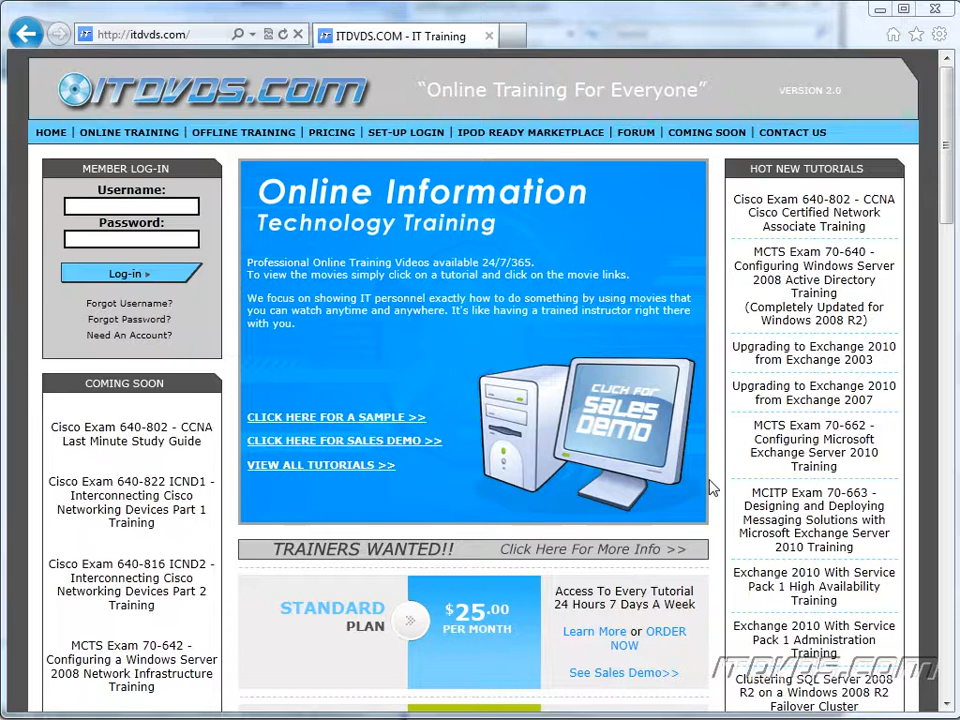 http://itdvds.com/
ITDVDS.COM - IT Training
ITDVDS.COM
“Online Training For Everyone”
VERSION 2.0
HOME | ONLINE TRAINING | OFFLINE TRAINING | PRICING | SET-UP LOGIN | IPOD READY MARKETPLACE | FORUM | COMING SOON | CONTACT US
MEMBER LOG-IN
Username:
Password:
Log-in »
Forgot Username?
Forgot Password?
Need An Account?
COMING SOON
Cisco Exam 640-802 - CCNA
Last Minute Study Guide
Cisco Exam 640-822 ICND1 -
Interconnecting Cisco
Networking Devices Part 1
Training
Cisco Exam 640-816 ICND2 -
Interconnecting Cisco
Networking Devices Part 2
Training
MCTS Exam 70-642 -
Configuring a Windows Server
2008 Network Infrastructure
Training
Online Information
Technology Training
Professional Online Training Videos available 24/7/365.
To view the movies simply click on a tutorial and click on the movie links.
We focus on showing IT personnel exactly how to do something by using movies that
you can watch anytime and anywhere. It's like having a trained instructor right there
with you.
CLICK HERE FOR A SAMPLE >>
CLICK HERE FOR SALES DEMO >>
VIEW ALL TUTORIALS >>
CLICK FOR
SALES
DEMO
TRAINERS WANTED!! Click Here For More Info >>
STANDARD
PLAN
$25.00
PER MONTH
Access To Every Tutorial
24 Hours 7 Days A Week
Learn More or ORDER
NOW
See Sales Demo>>
HOT NEW TUTORIALS
Cisco Exam 640-802 - CCNA
Cisco Certified Network
Associate Training
MCTS Exam 70-640 -
Configuring Windows Server
2008 Active Directory
Training
(Completely Updated for
Windows 2008 R2)
Upgrading to Exchange 2010
from Exchange 2003
Upgrading to Exchange 2010
from Exchange 2007
MCTS Exam 70-662 -
Configuring Microsoft
Exchange Server 2010
Training
MCITP Exam 70-663 -
Designing and Deploying
Messaging Solutions with
Microsoft Exchange Server
2010 Training
Exchange 2010 With Service
Pack 1 High Availability
Training
Exchange 2010 With Service
Pack 1 Administration
Training
Clustering SQL Server 2008
R2 on a Windows 2008 R2
Failover Cluster
ITDVDS.COM